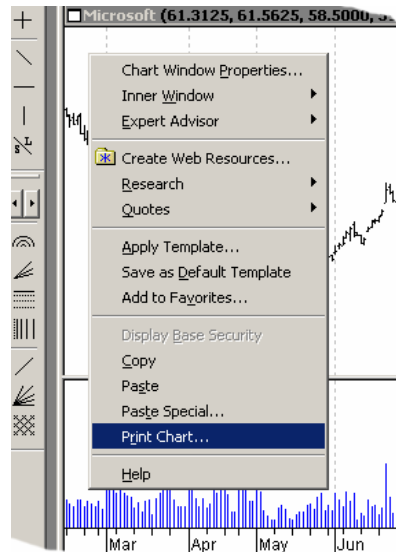 Microsoft (61.3125, 61.5625, 58.5000,
Chart Window Properties...
Inner Window
Expert Advisor
Create Web Resources...
Research
Quotes
Apply Template...
Save as Default Template
Add to Favorites...
Display Base Security
Copy
Paste
Paste Special...
Print Chart...
Help
Mar Apr May Jun